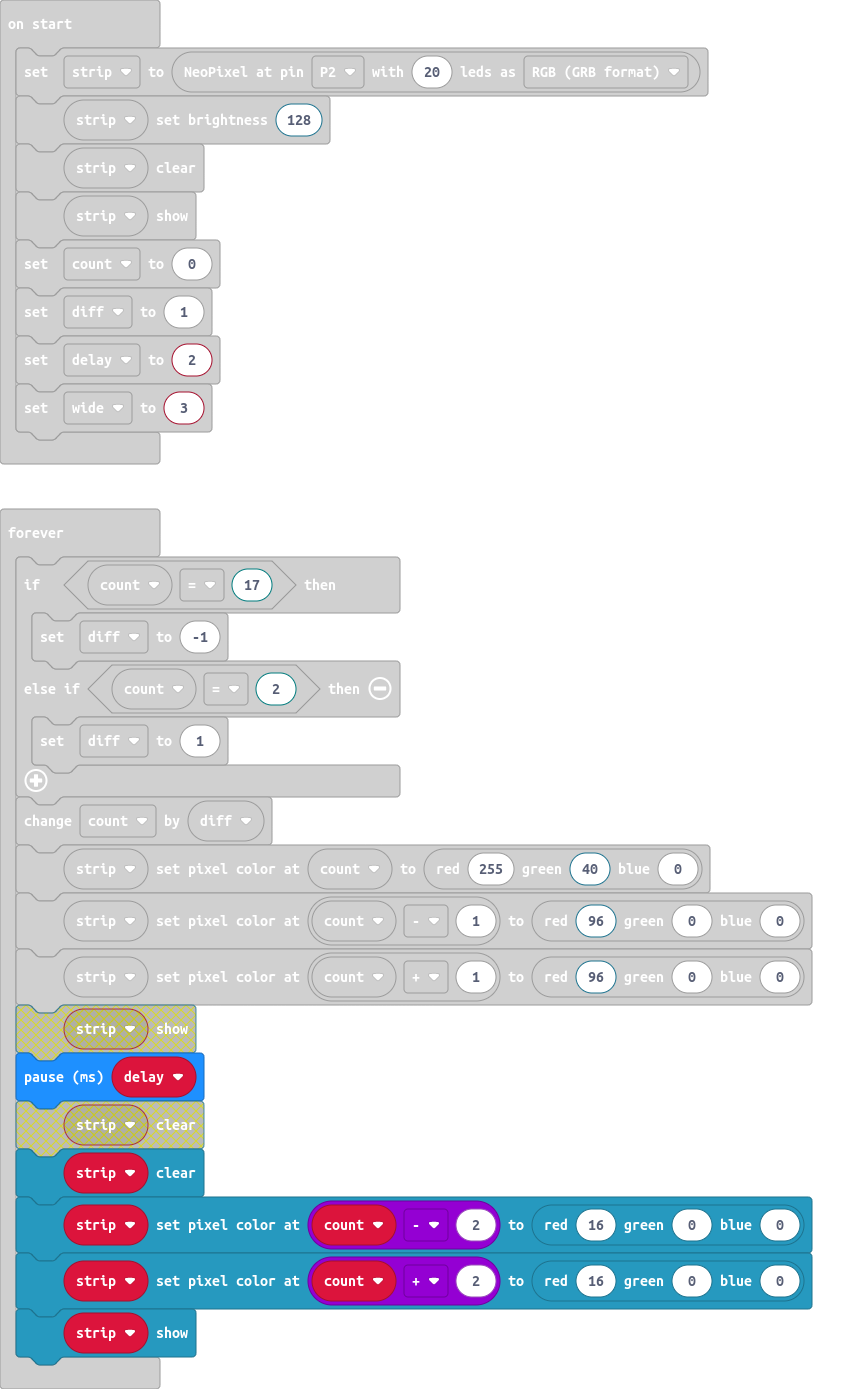 on start
set strip to NeoPixel at pin P2 with 20 leds as RGB (GRB format)
strip set brightness 128
strip clear
strip show
set count to 0
set diff to 1
set delay to 2
set wide to 3
forever
if count = 17 then
set diff to -1
else if count = 2 then
set diff to 1
change count by diff
strip set pixel color at count to red 255 green 40 blue 0
strip set pixel color at count - 1 to red 96 green 0 blue 0
strip set pixel color at count + 1 to red 96 green 0 blue 0
strip show
pause (ms) delay
strip clear
strip clear
strip set pixel color at count - 2 to red 16 green 0 blue 0
strip set pixel color at count + 2 to red 16 green 0 blue 0
strip show